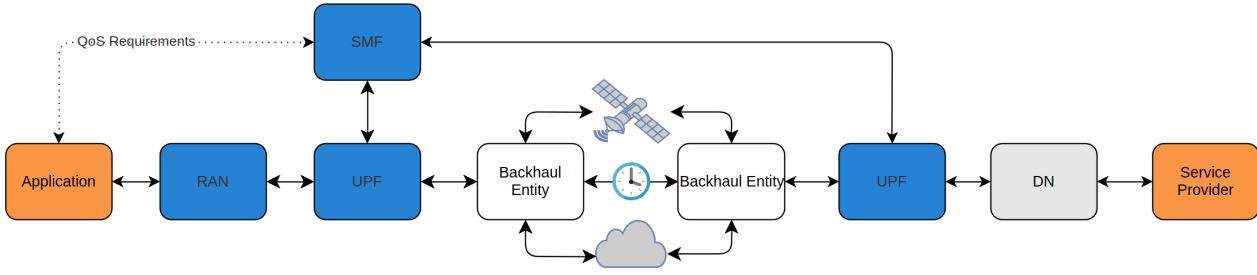 SMF
QoS Requirements
Application
RAN
UPF
Backhaul
Entity
Backhaul Entity
UPF
DN
Service
Provider